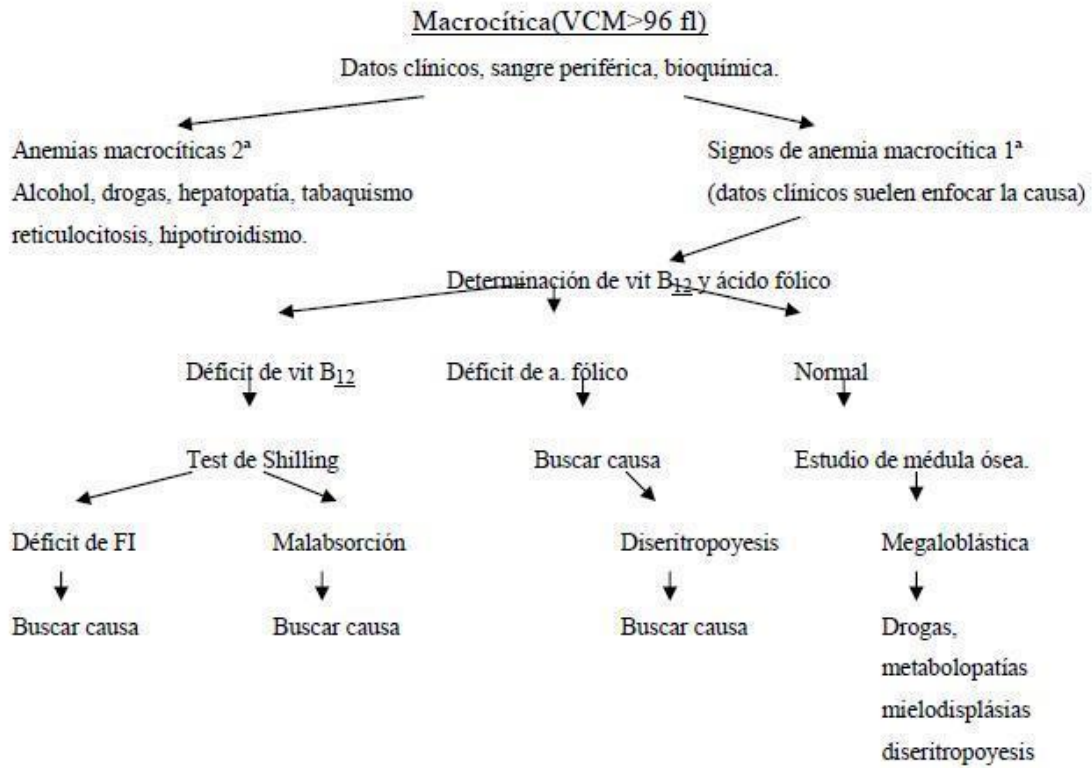 Macrocítica(VCM>96 fl)
Datos clínicos, sangre periférica, bioquímica.
Anemias macrocíticas 2ª
Alcohol, drogas, hepatopatía, tabaquismo
reticulocitosis, hipotiroidismo.
Signos de anemia macrocítica 1ª
(datos clínicos suelen enfocar la causa)
Determinación de vit B12 y ácido fólico
Déficit de vit B12
Déficit de a. fólico
Normal
Test de Shilling
Buscar causa
Estudio de médula ósea.
Déficit de FI
Malabsorción
Diseritropoyesis
Megaloblástica
Buscar causa
Buscar causa
Buscar causa
Drogas,
metabolopatías
mielodisplásias
diseritropoyesis